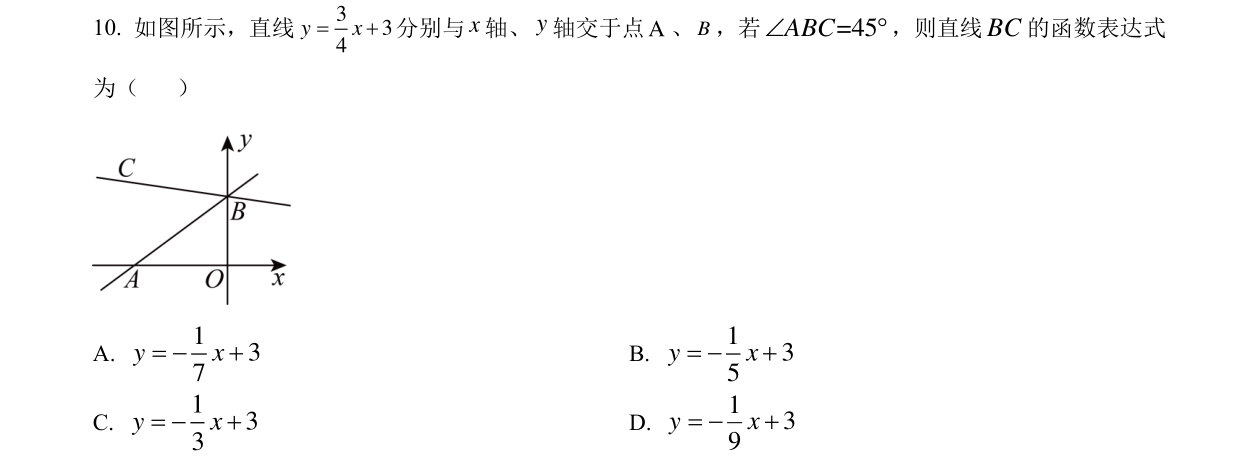 10. 如图所示，直线 y = 3/4 x + 3 分别与 x 轴、 y 轴交于点 A 、 B ，若 ∠ABC=45° ，则直线 BC 的函数表达式
为（ ）
y
C
B
A
O
x
A. y = -1/7 x + 3
B. y = -1/5 x + 3
C. y = -1/3 x + 3
D. y = -1/9 x + 3